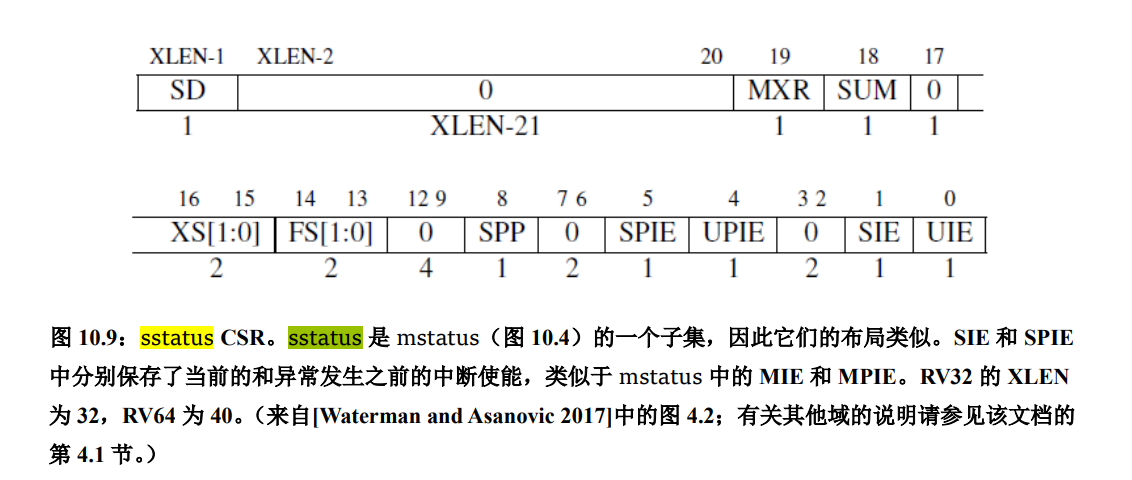 XLEN-1 XLEN-2 20 19 18 17
SD 0 MXR SUM 0
1 XLEN-21 1 1 1
16 15 14 13 12 9 8 7 6 5 4 3 2 1 0
XS[1:0] FS[1:0] 0 SPP 0 SPIE UPIE 0 SIE UIE
2 2 4 1 2 1 1 2 1 1
图 10.9：sstatus CSR。sstatus 是 mstatus（图 10.4）的一个子集，因此它们的布局类似。SIE 和 SPIE
中分别保存了当前的和异常发生之前的中断使能，类似于 mstatus 中的 MIE 和 MPIE。RV32 的 XLEN
为 32，RV64 为 40。（来自[Waterman and Asanovic 2017]中的图 4.2；有关其他域的说明请参见该文档的
第 4.1 节。）